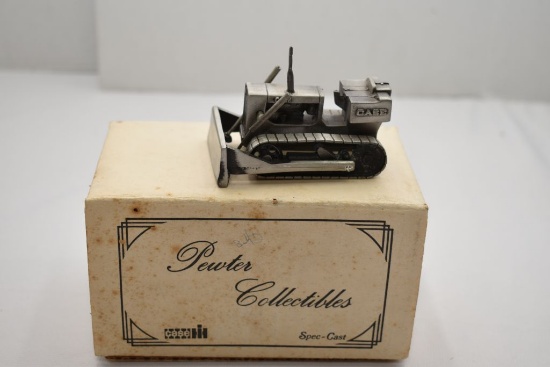 CASE
Pewter
Collectibles
case IH
Spec-Cast